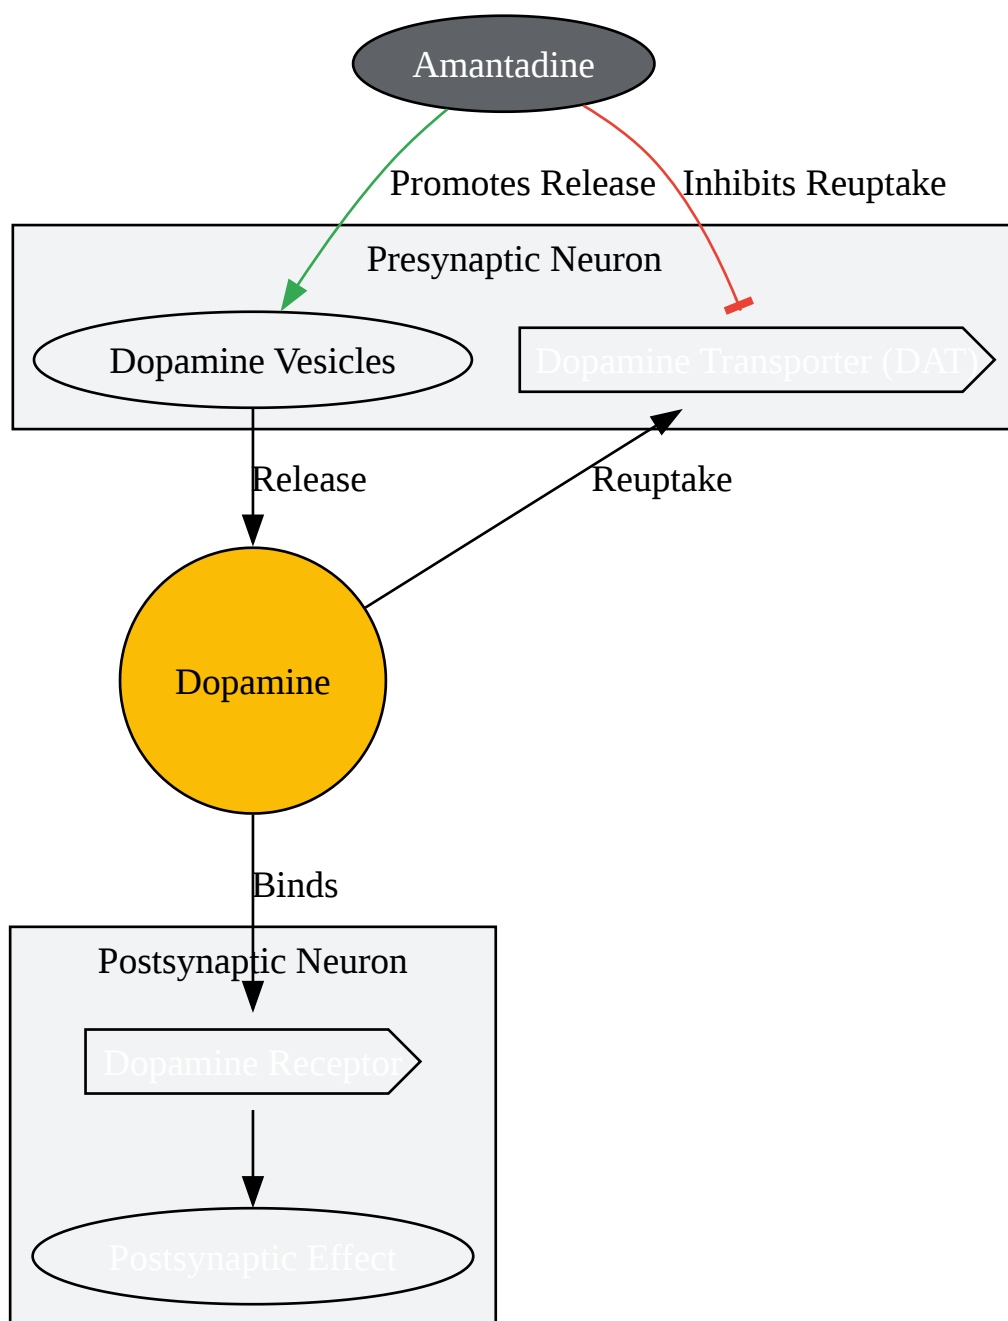 Amantadine
Promotes Release
Inhibits Reuptake
Presynaptic Neuron
Dopamine Vesicles
Dopamine Transporter (DAT)
Release
Reuptake
Dopamine
Binds
Postsynaptic Neuron
Dopamine Receptor
Postsynaptic Effect